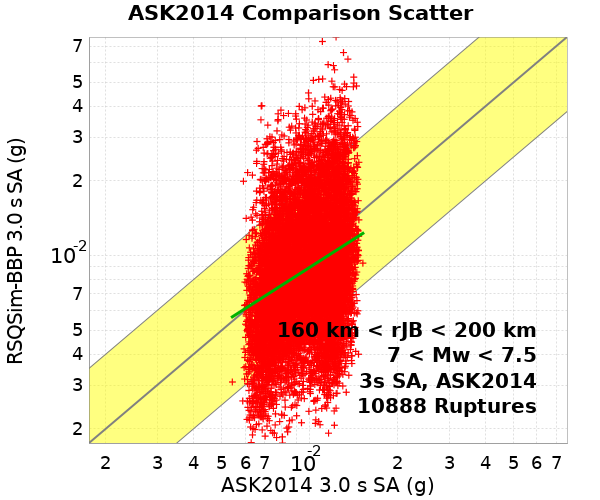 ASK2014 Comparison Scatter
7
5
4
3
2
10-2
7
5
4
3
2
RSQSim-BBP 3.0 s SA (g)
160 km < rJB < 200 km
7 < Mw < 7.5
3s SA, ASK2014
10888 Ruptures
2 3 4 5 6 7 10-2 2 3 4 5 6 7
ASK2014 3.0 s SA (g)